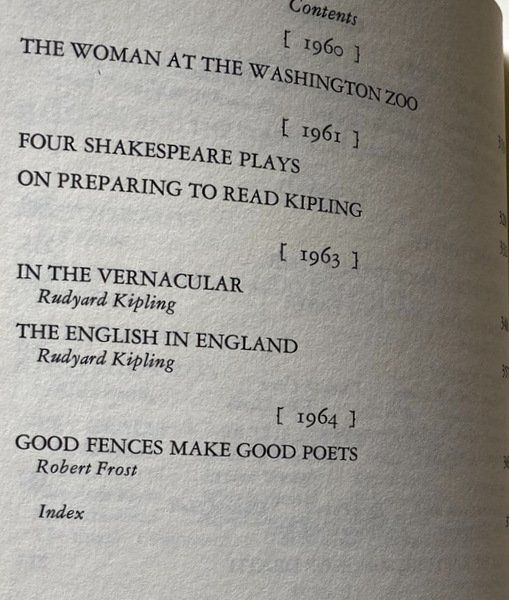 Contents
[ 1960 ]
THE WOMAN AT THE WASHINGTON ZOO
[ 1961 ]
FOUR SHAKESPEARE PLAYS
ON PREPARING TO READ KIPLING
[ 1963 ]
IN THE VERNACULAR
Rudyard Kipling
THE ENGLISH IN ENGLAND
Rudyard Kipling
[ 1964 ]
GOOD FENCES MAKE GOOD POETS
Robert Frost
Index